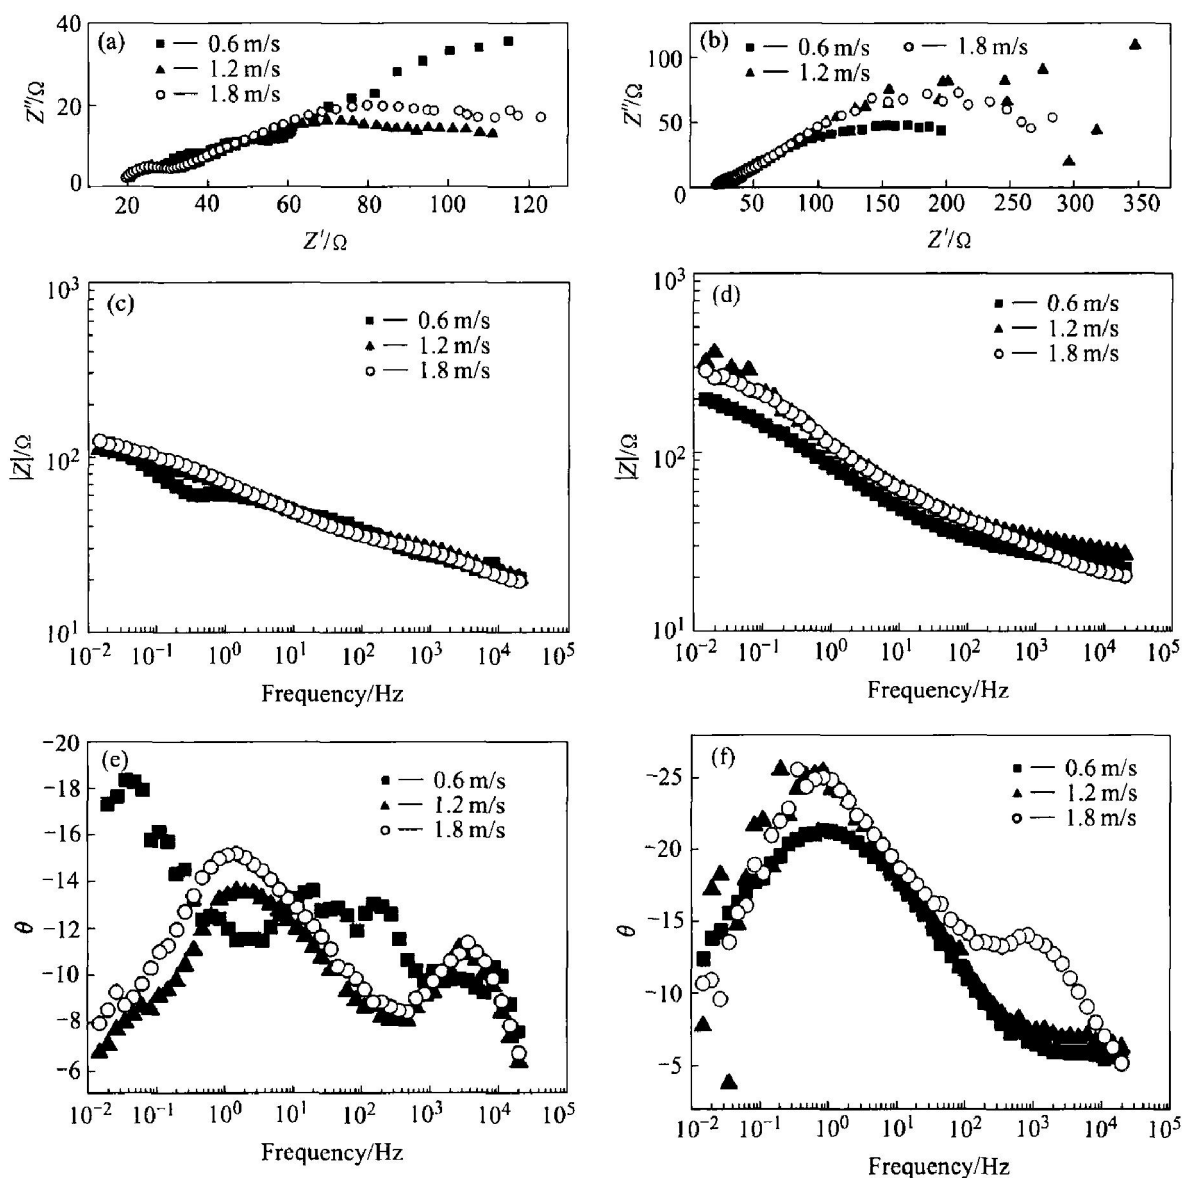 (a)
0.6 m/s
1.2 m/s
1.8 m/s
40
20
0
Z″/Ω
20 40 60 80 100 120
Z′/Ω
(b)
0.6 m/s 1.8 m/s
1.2 m/s
100
50
0
Z″/Ω
50 100 150 200 250 300 350
Z′/Ω
(c)
0.6 m/s
1.2 m/s
1.8 m/s
10³
10²
10¹
|Z|/Ω
10⁻² 10⁻¹ 10⁰ 10¹ 10² 10³ 10⁴ 10⁵
Frequency/Hz
(d)
0.6 m/s
1.2 m/s
1.8 m/s
10³
10²
10¹
|Z|/Ω
10⁻² 10⁻¹ 10⁰ 10¹ 10² 10³ 10⁴ 10⁵
Frequency/Hz
(e)
0.6 m/s
1.2 m/s
1.8 m/s
-20
-18
-16
-14
-12
-10
-8
-6
θ
10⁻² 10⁻¹ 10⁰ 10¹ 10² 10³ 10⁴ 10⁵
Frequency/Hz
(f)
0.6 m/s
1.2 m/s
1.8 m/s
-25
-20
-15
-10
-5
θ
10⁻² 10⁻¹ 10⁰ 10¹ 10² 10³ 10⁴ 10⁵
Frequency/Hz